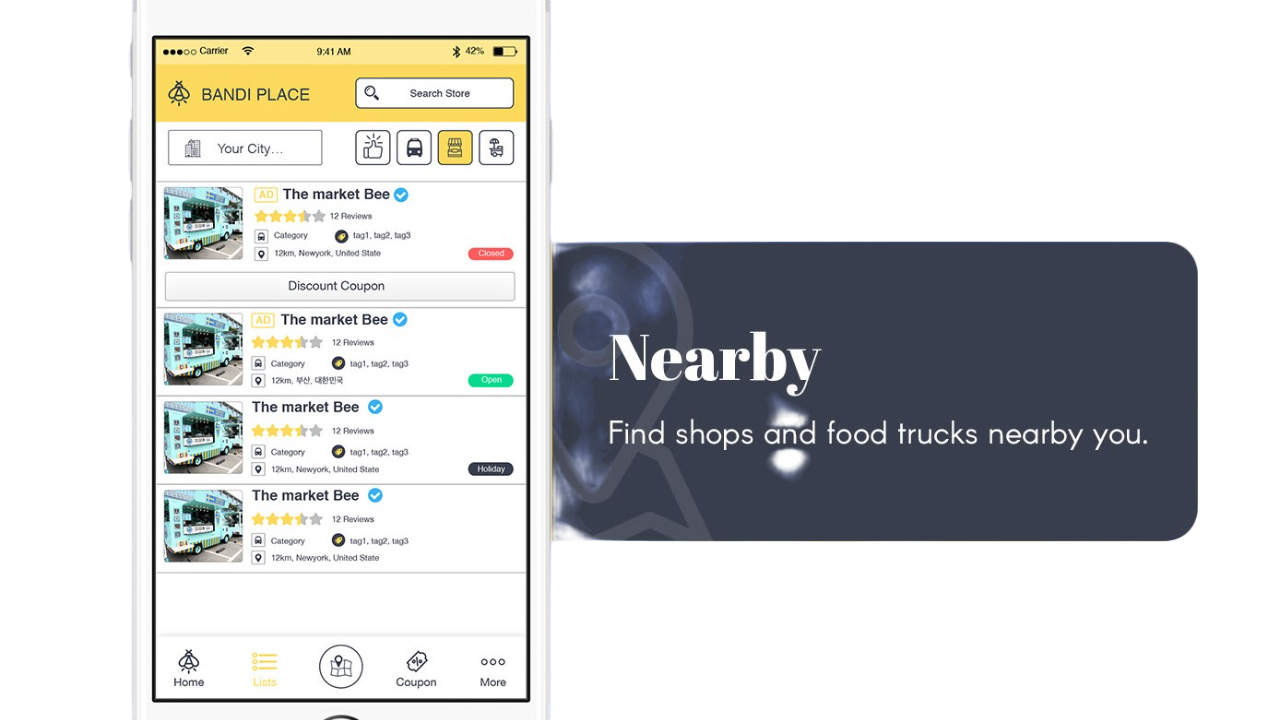 Carrier 9:41 AM 42%
BANDI PLACE Search Store
Your City...
AD The market Bee
12 Reviews
Category tag1, tag2, tag3
12km, Newyork, United State Closed
Discount Coupon
AD The market Bee
12 Reviews
Category tag1, tag2, tag3
12km, 부산, 대한민국 Open
The market Bee
12 Reviews
Category tag1, tag2, tag3
12km, Newyork, United State Holiday
The market Bee
12 Reviews
Category tag1, tag2, tag3
12km, Newyork, United State
Home Lists Coupon More
Nearby
Find shops and food trucks nearby you.